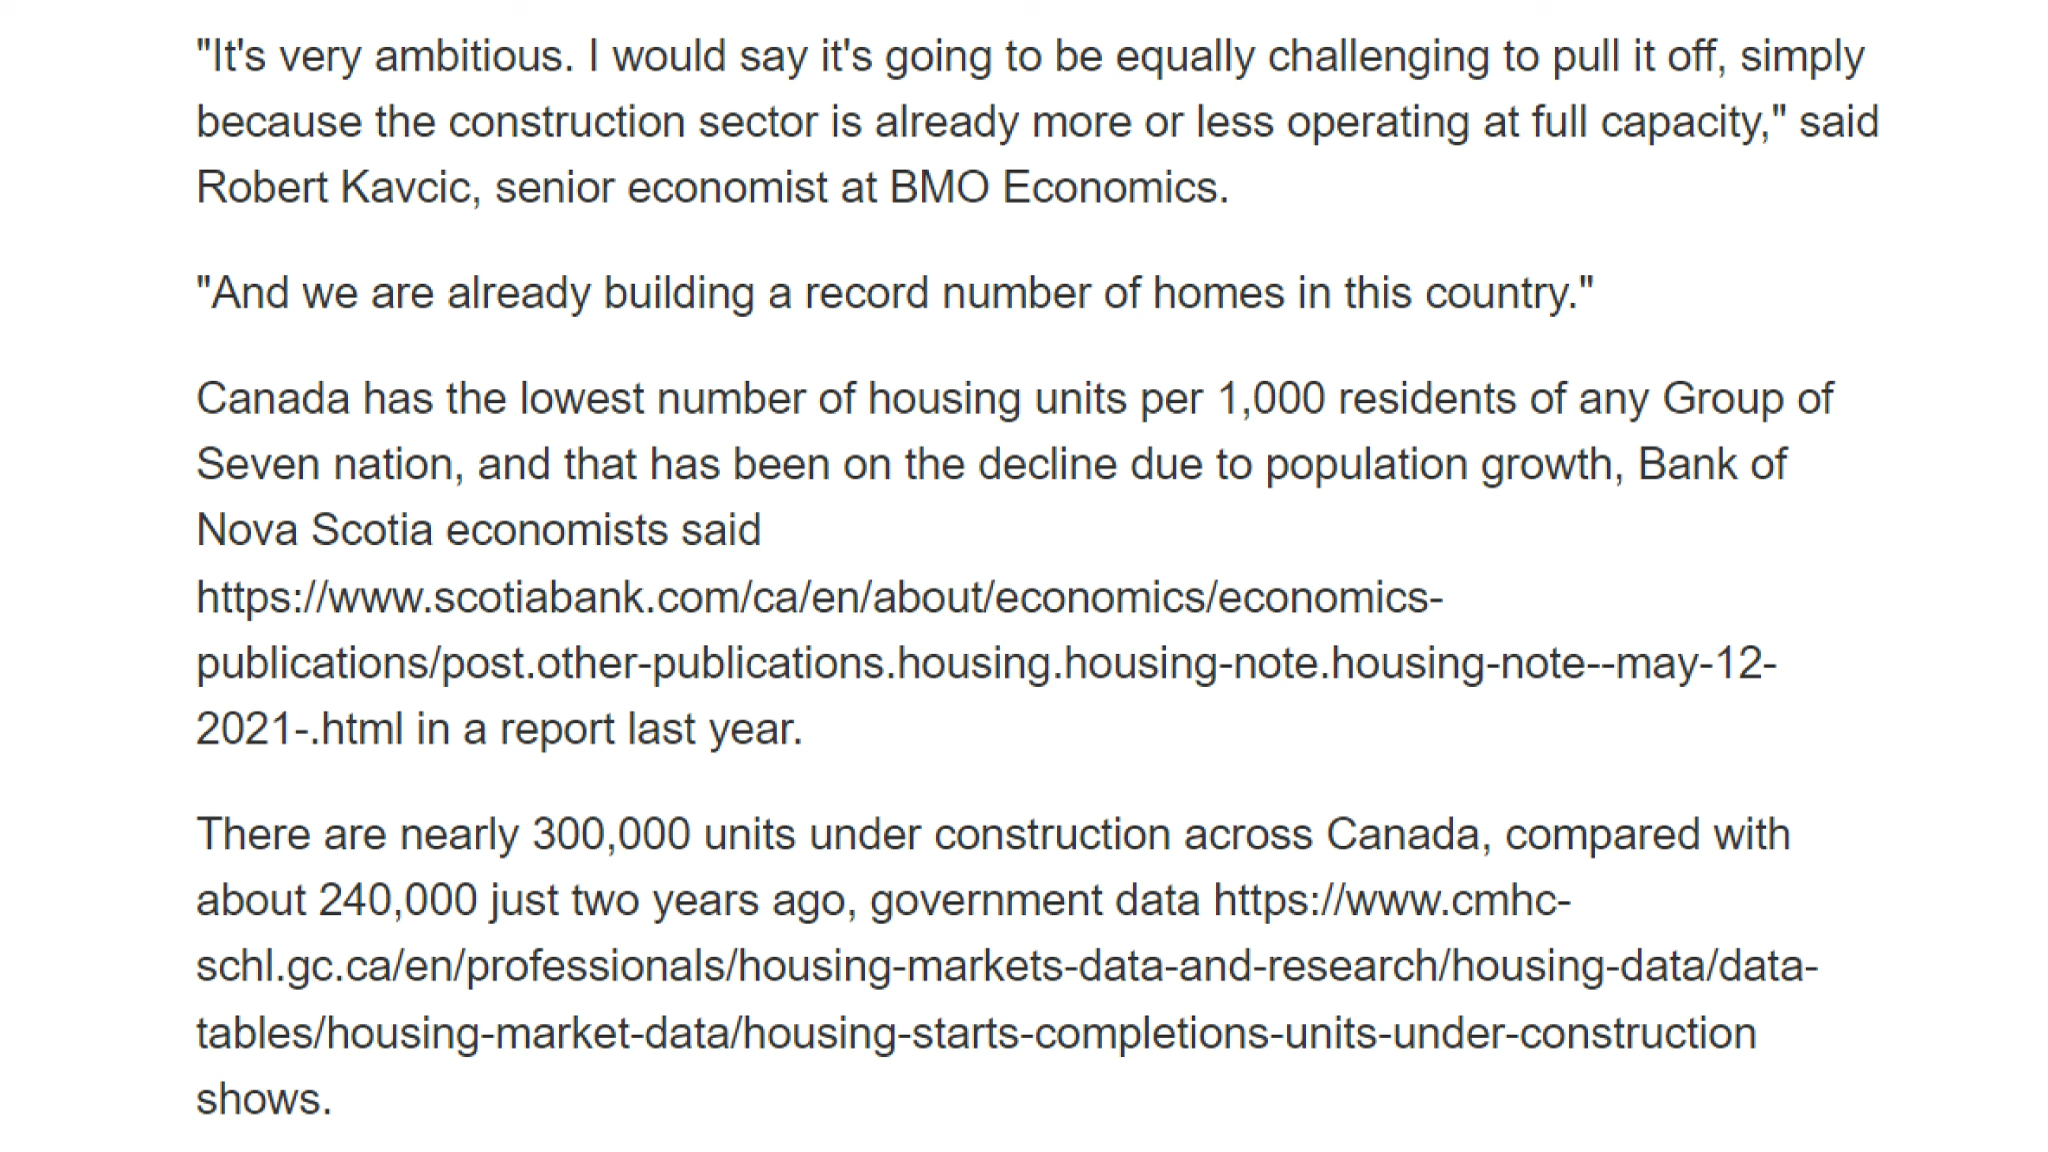 "It's very ambitious. I would say it's going to be equally challenging to pull it off, simply
because the construction sector is already more or less operating at full capacity," said
Robert Kavcic, senior economist at BMO Economics.
"And we are already building a record number of homes in this country."
Canada has the lowest number of housing units per 1,000 residents of any Group of
Seven nation, and that has been on the decline due to population growth, Bank of
Nova Scotia economists said
https://www.scotiabank.com/ca/en/about/economics/economics-
publications/post.other-publications.housing.housing-note.housing-note--may-12-
2021-.html in a report last year.
There are nearly 300,000 units under construction across Canada, compared with
about 240,000 just two years ago, government data https://www.cmhc-
schl.gc.ca/en/professionals/housing-markets-data-and-research/housing-data/data-
tables/housing-market-data/housing-starts-completions-units-under-construction
shows.